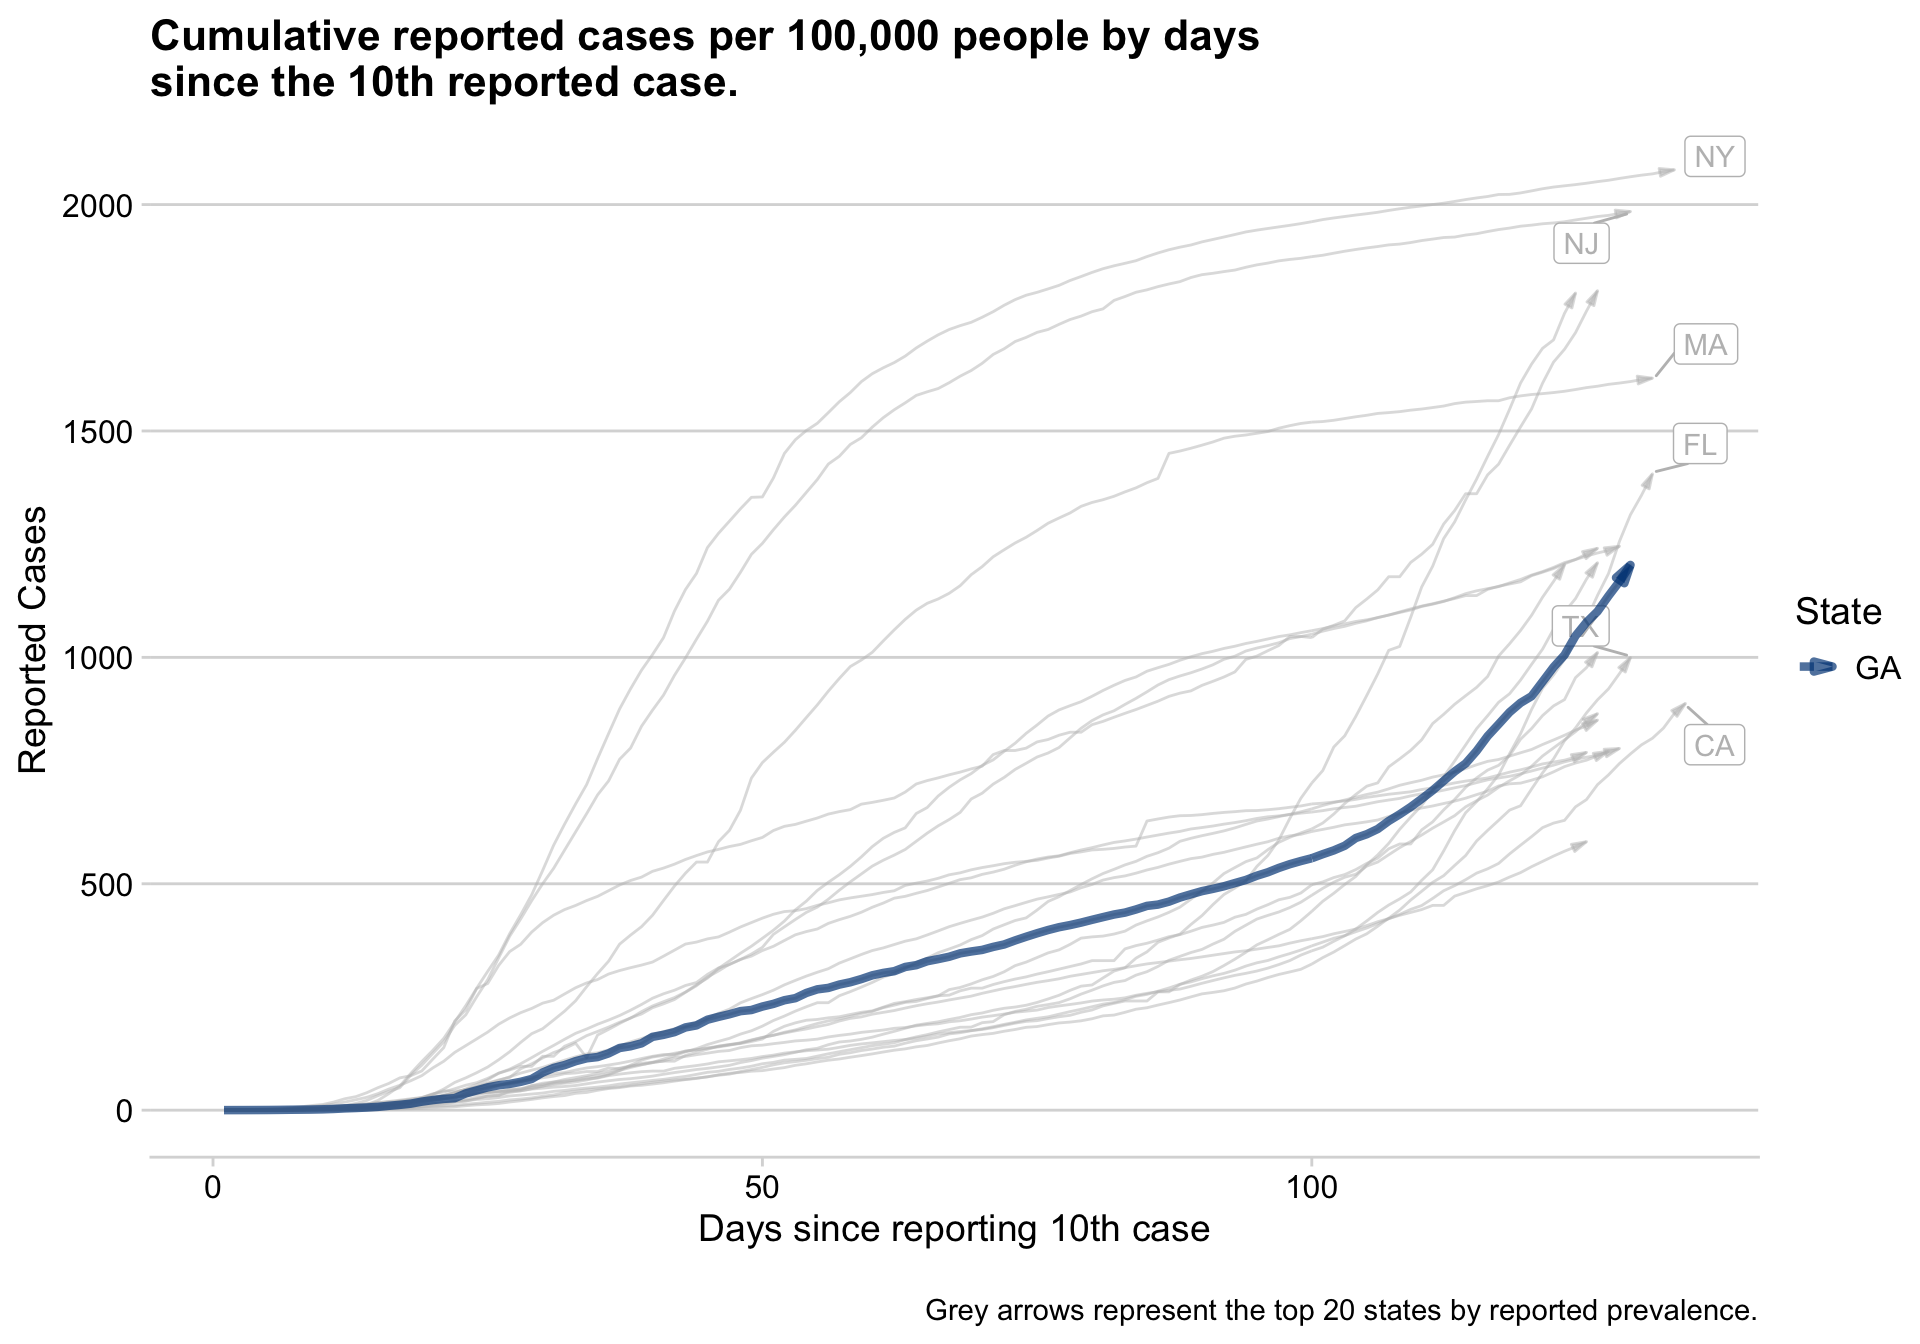 Cumulative reported cases per 100,000 people by days
since the 10th reported case.
NY
2000
NJ
MA
1500
FL
Reported Cases
State
TX
1000
GA
CA
500
0
0 50 100
Days since reporting 10th case
Grey arrows represent the top 20 states by reported prevalence.